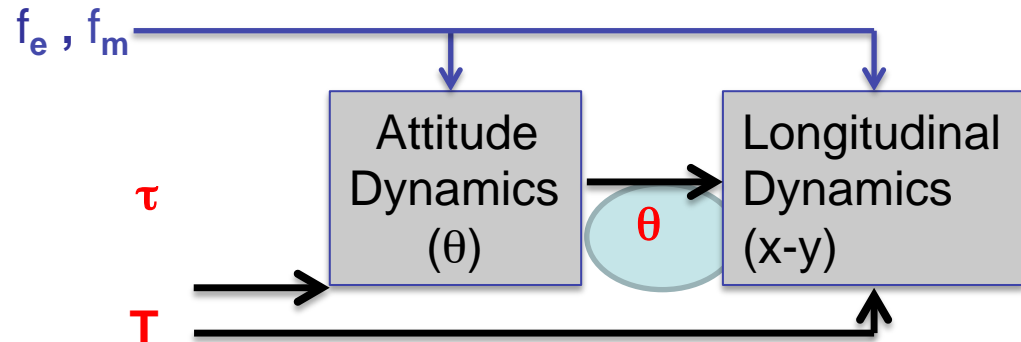 fₑ , fₘ
Attitude
Dynamics
(θ)
Longitudinal
Dynamics
(x-y)
τ
θ
T